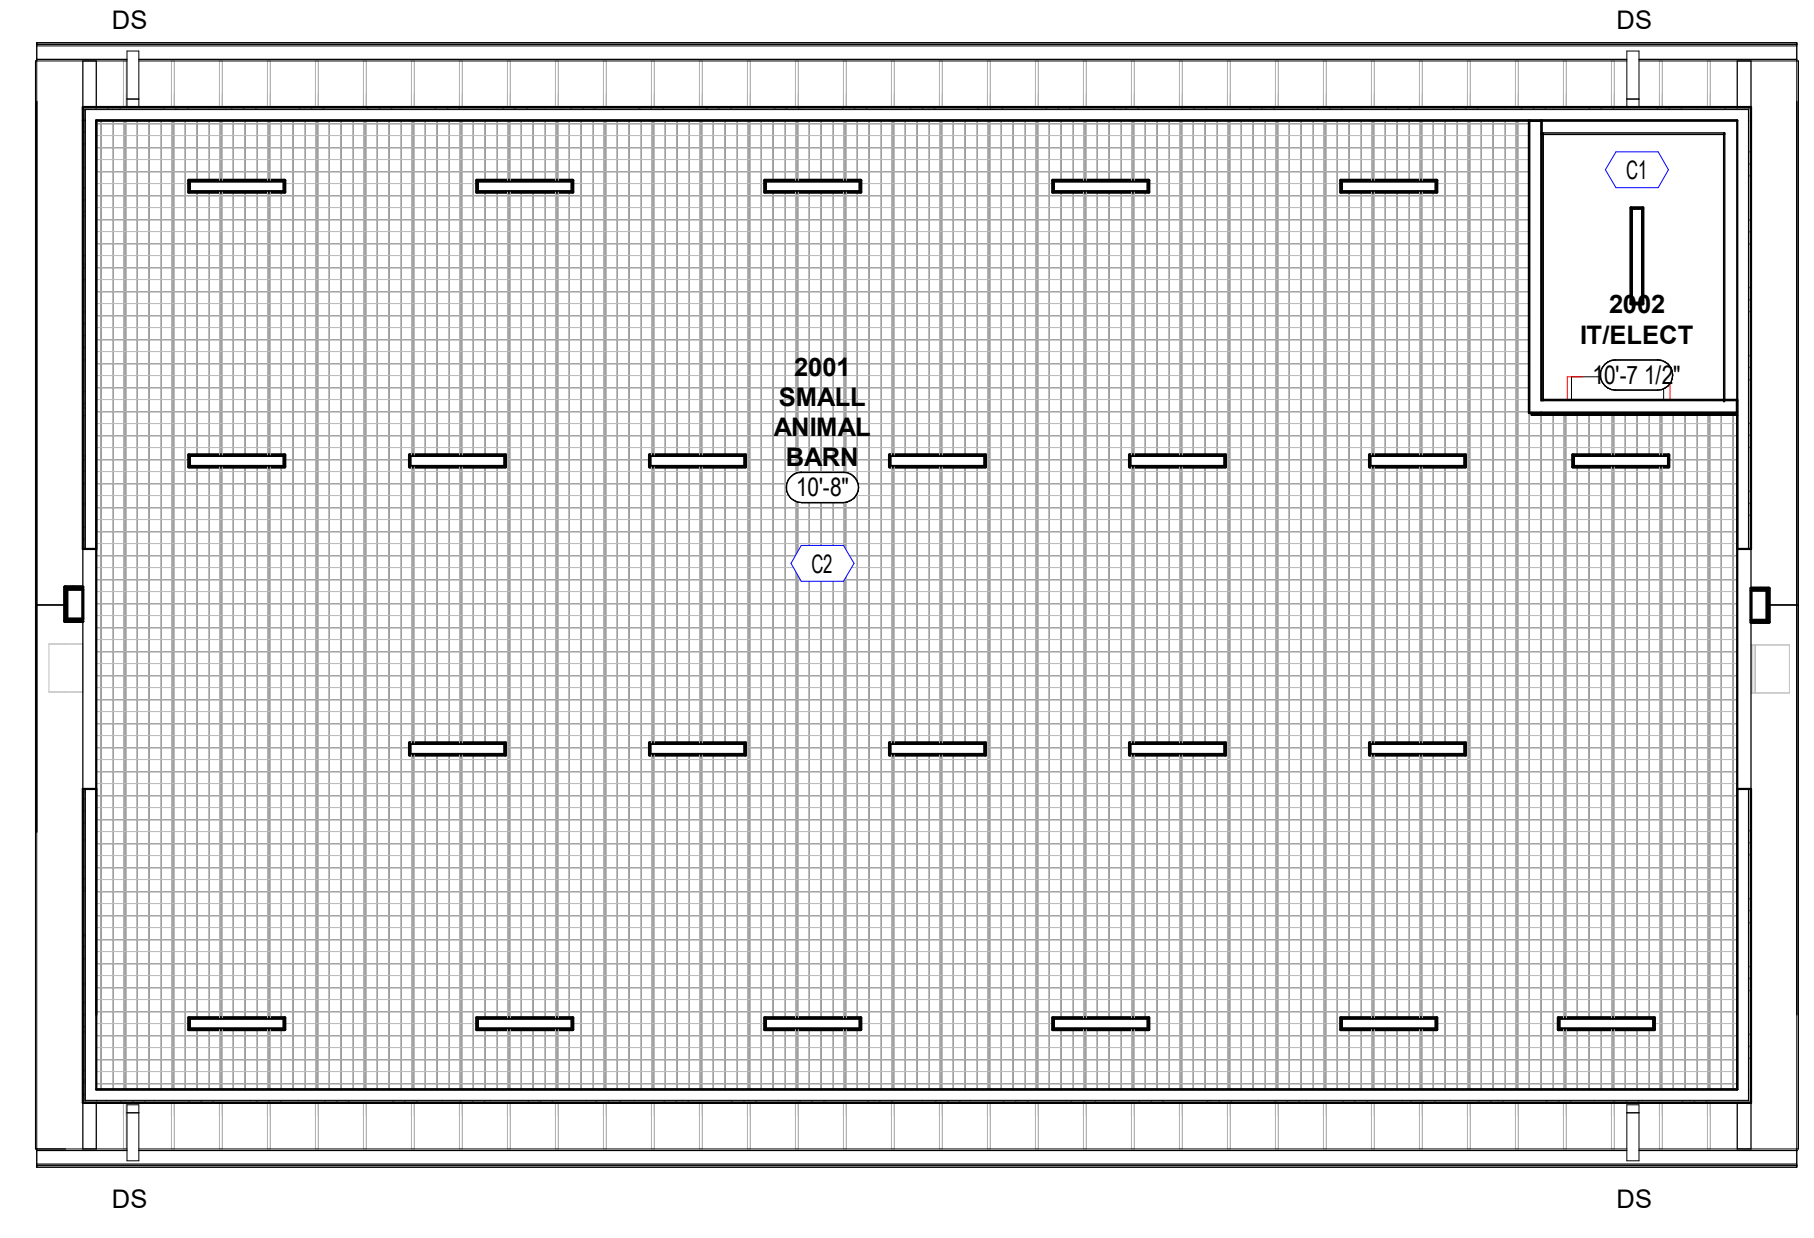 DS
DS
C1
2002
IT/ELECT
10'-7 1/2"
2001
SMALL
ANIMAL
BARN
10'-8"
C2
DS
DS